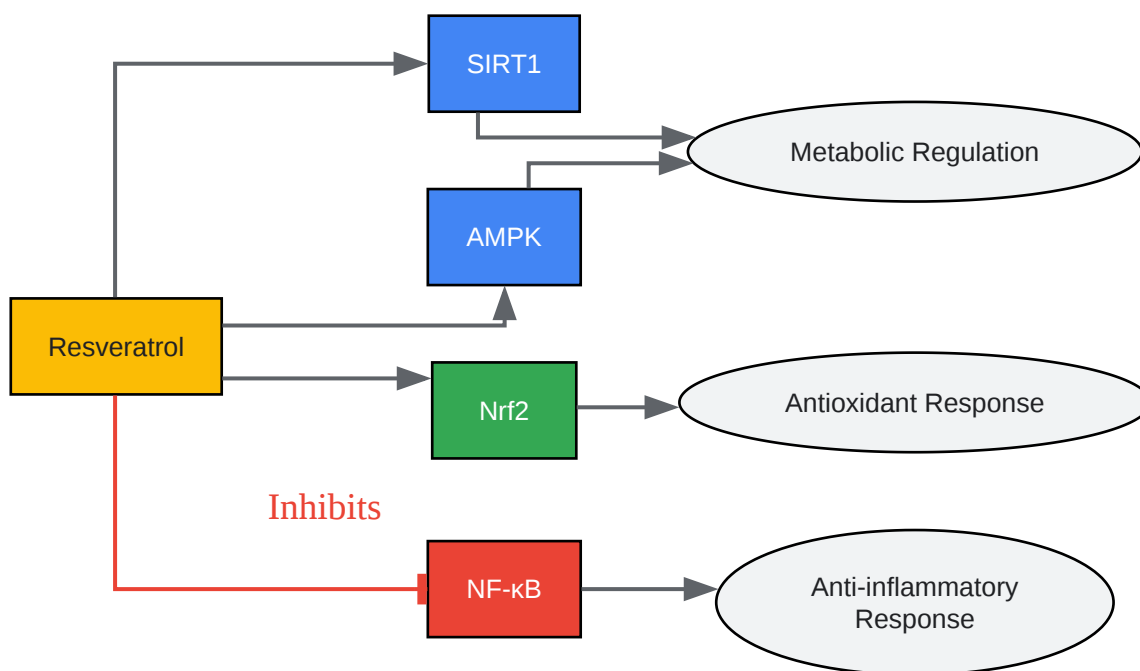 SIRT1
Metabolic Regulation
AMPK
Resveratrol
Nrf2
Antioxidant Response
Inhibits
NF-κB
Anti-inflammatory
Response